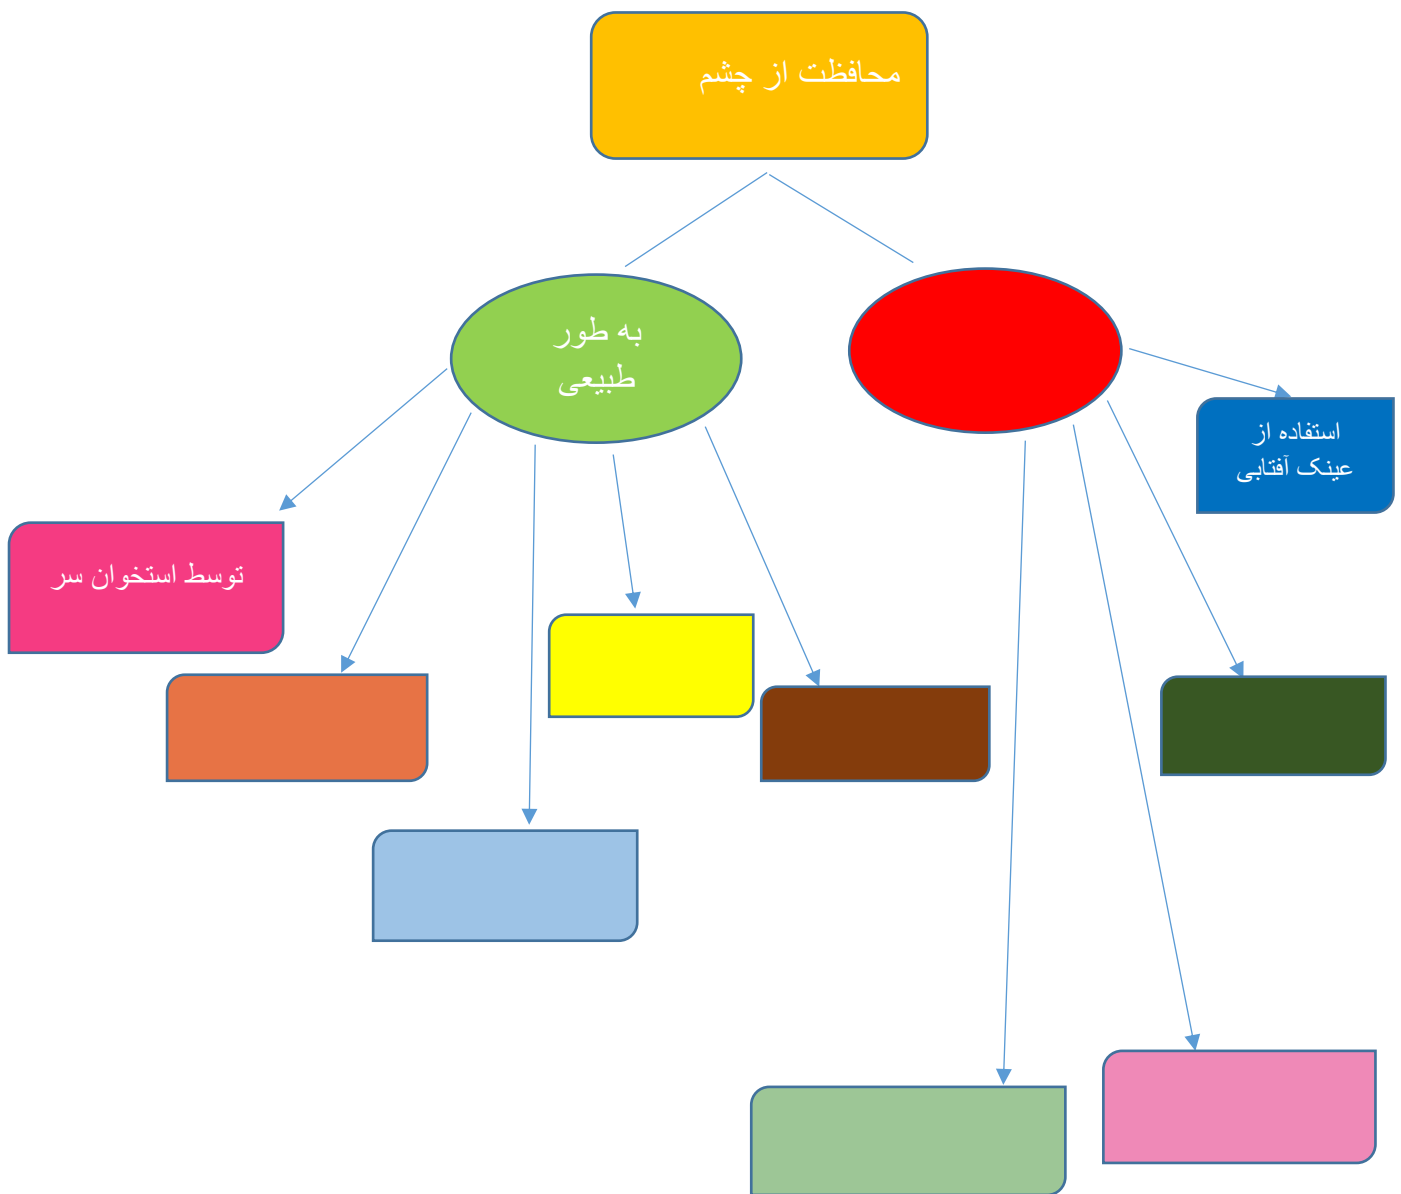 محافظت از چشم
به طور
طبیعی
استفاده از
عینک آفتابی
توسط استخوان سر